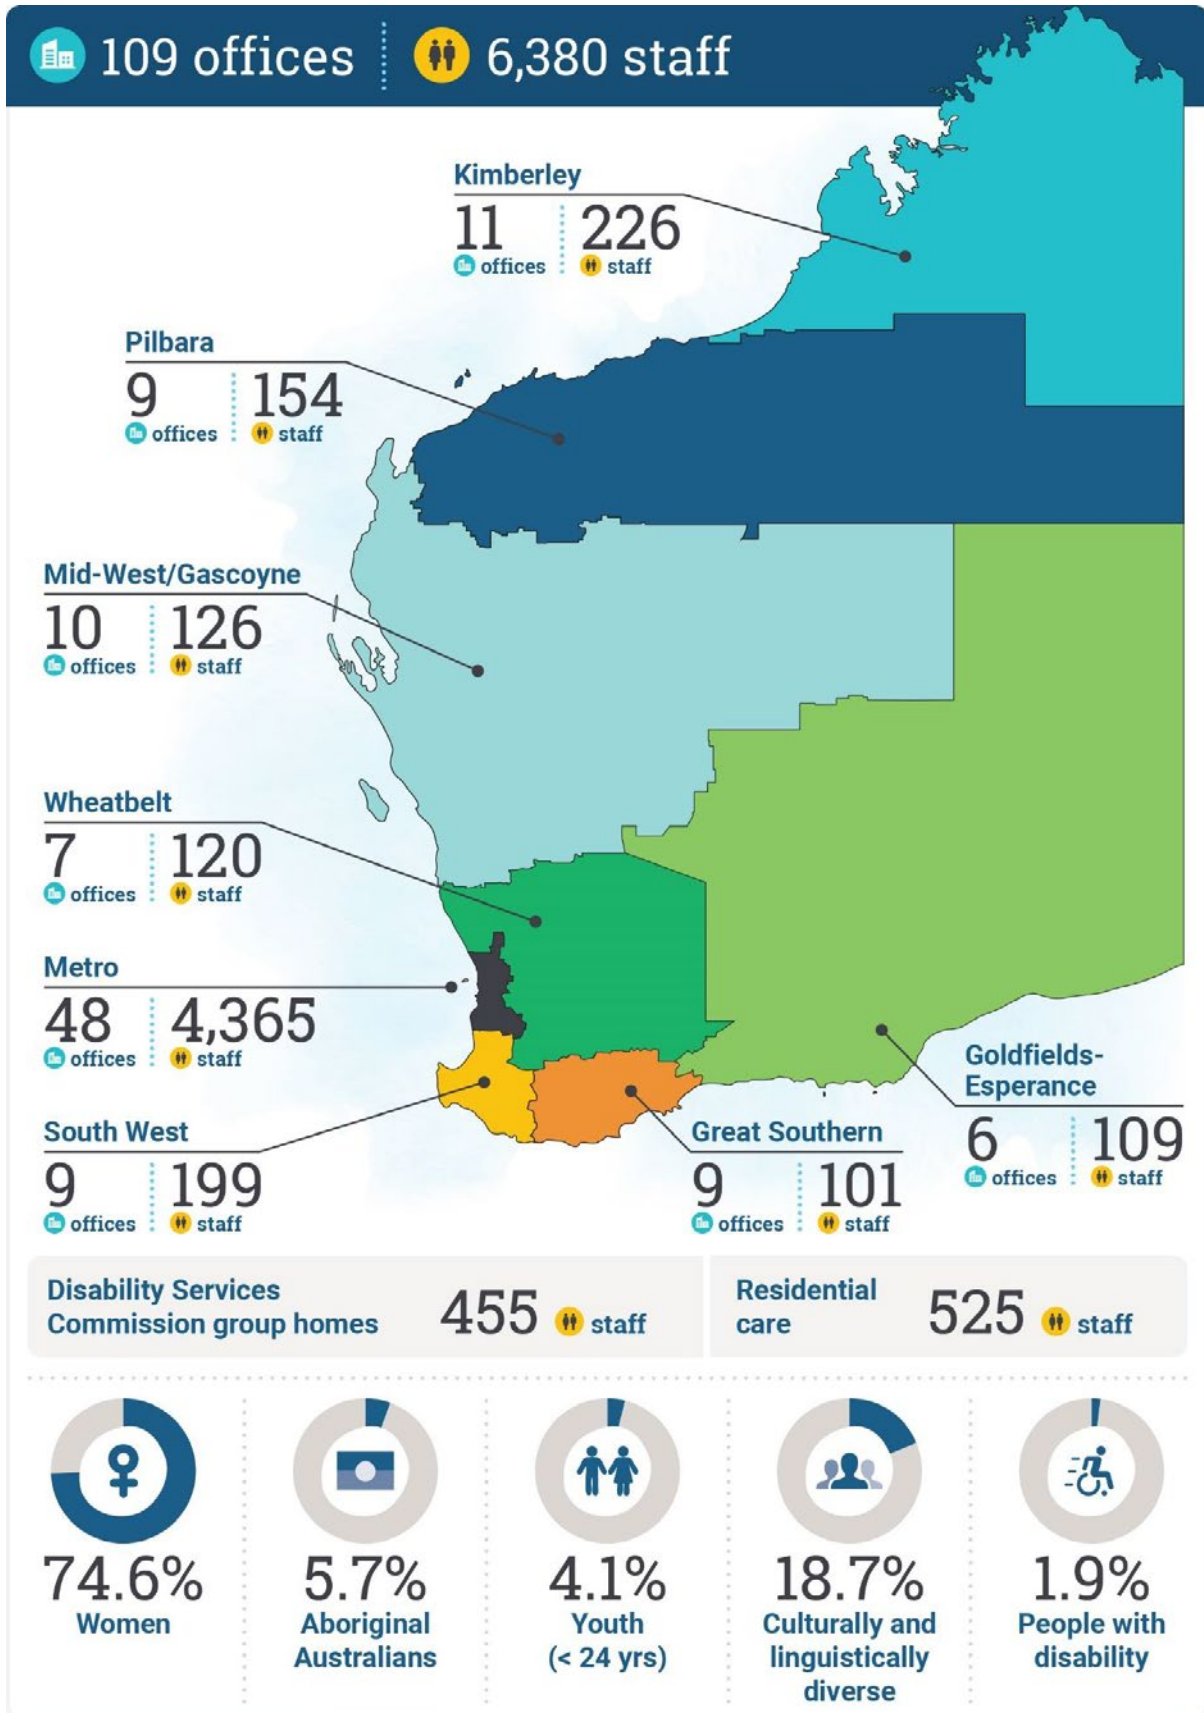 109 offices
6,380 staff
Kimberley
11 226
offices staff
Pilbara
9 154
offices staff
Mid-West/Gascoyne
10 126
offices staff
Wheatbelt
7 120
offices staff
Metro
48 4,365
offices staff
South West
9 199
offices staff
Great Southern
9 101
offices staff
Goldfields-
Esperance
6 109
offices staff
Disability Services
Commission group homes
455 staff
Residential
care
525 staff
74.6%
Women
5.7%
Aboriginal
Australians
4.1%
Youth
(< 24 yrs)
18.7%
Culturally and
linguistically
diverse
1.9%
People with
disability